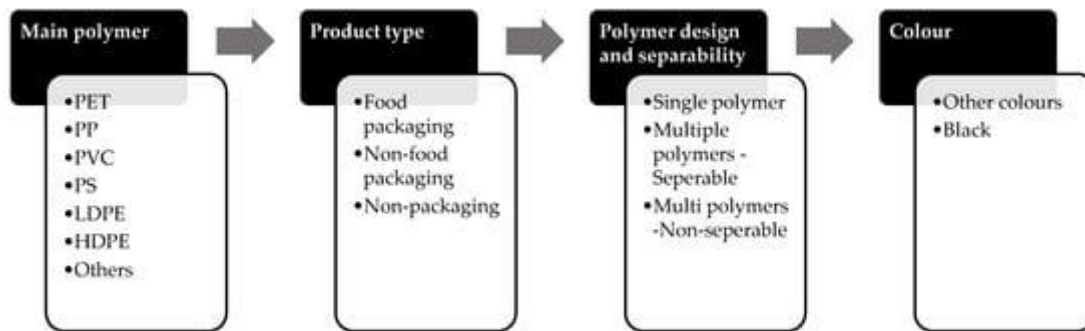 Main polymer
•PET
•PP
•PVC
•PS
•LDPE
•HDPE
•Others
Product type
•Food
packaging
•Non-food
packaging
•Non-packaging
Polymer design
and separability
•Single polymer
•Multiple
polymers -
Seperable
•Multi polymers
-Non-seperable
Colour
•Other colours
•Black